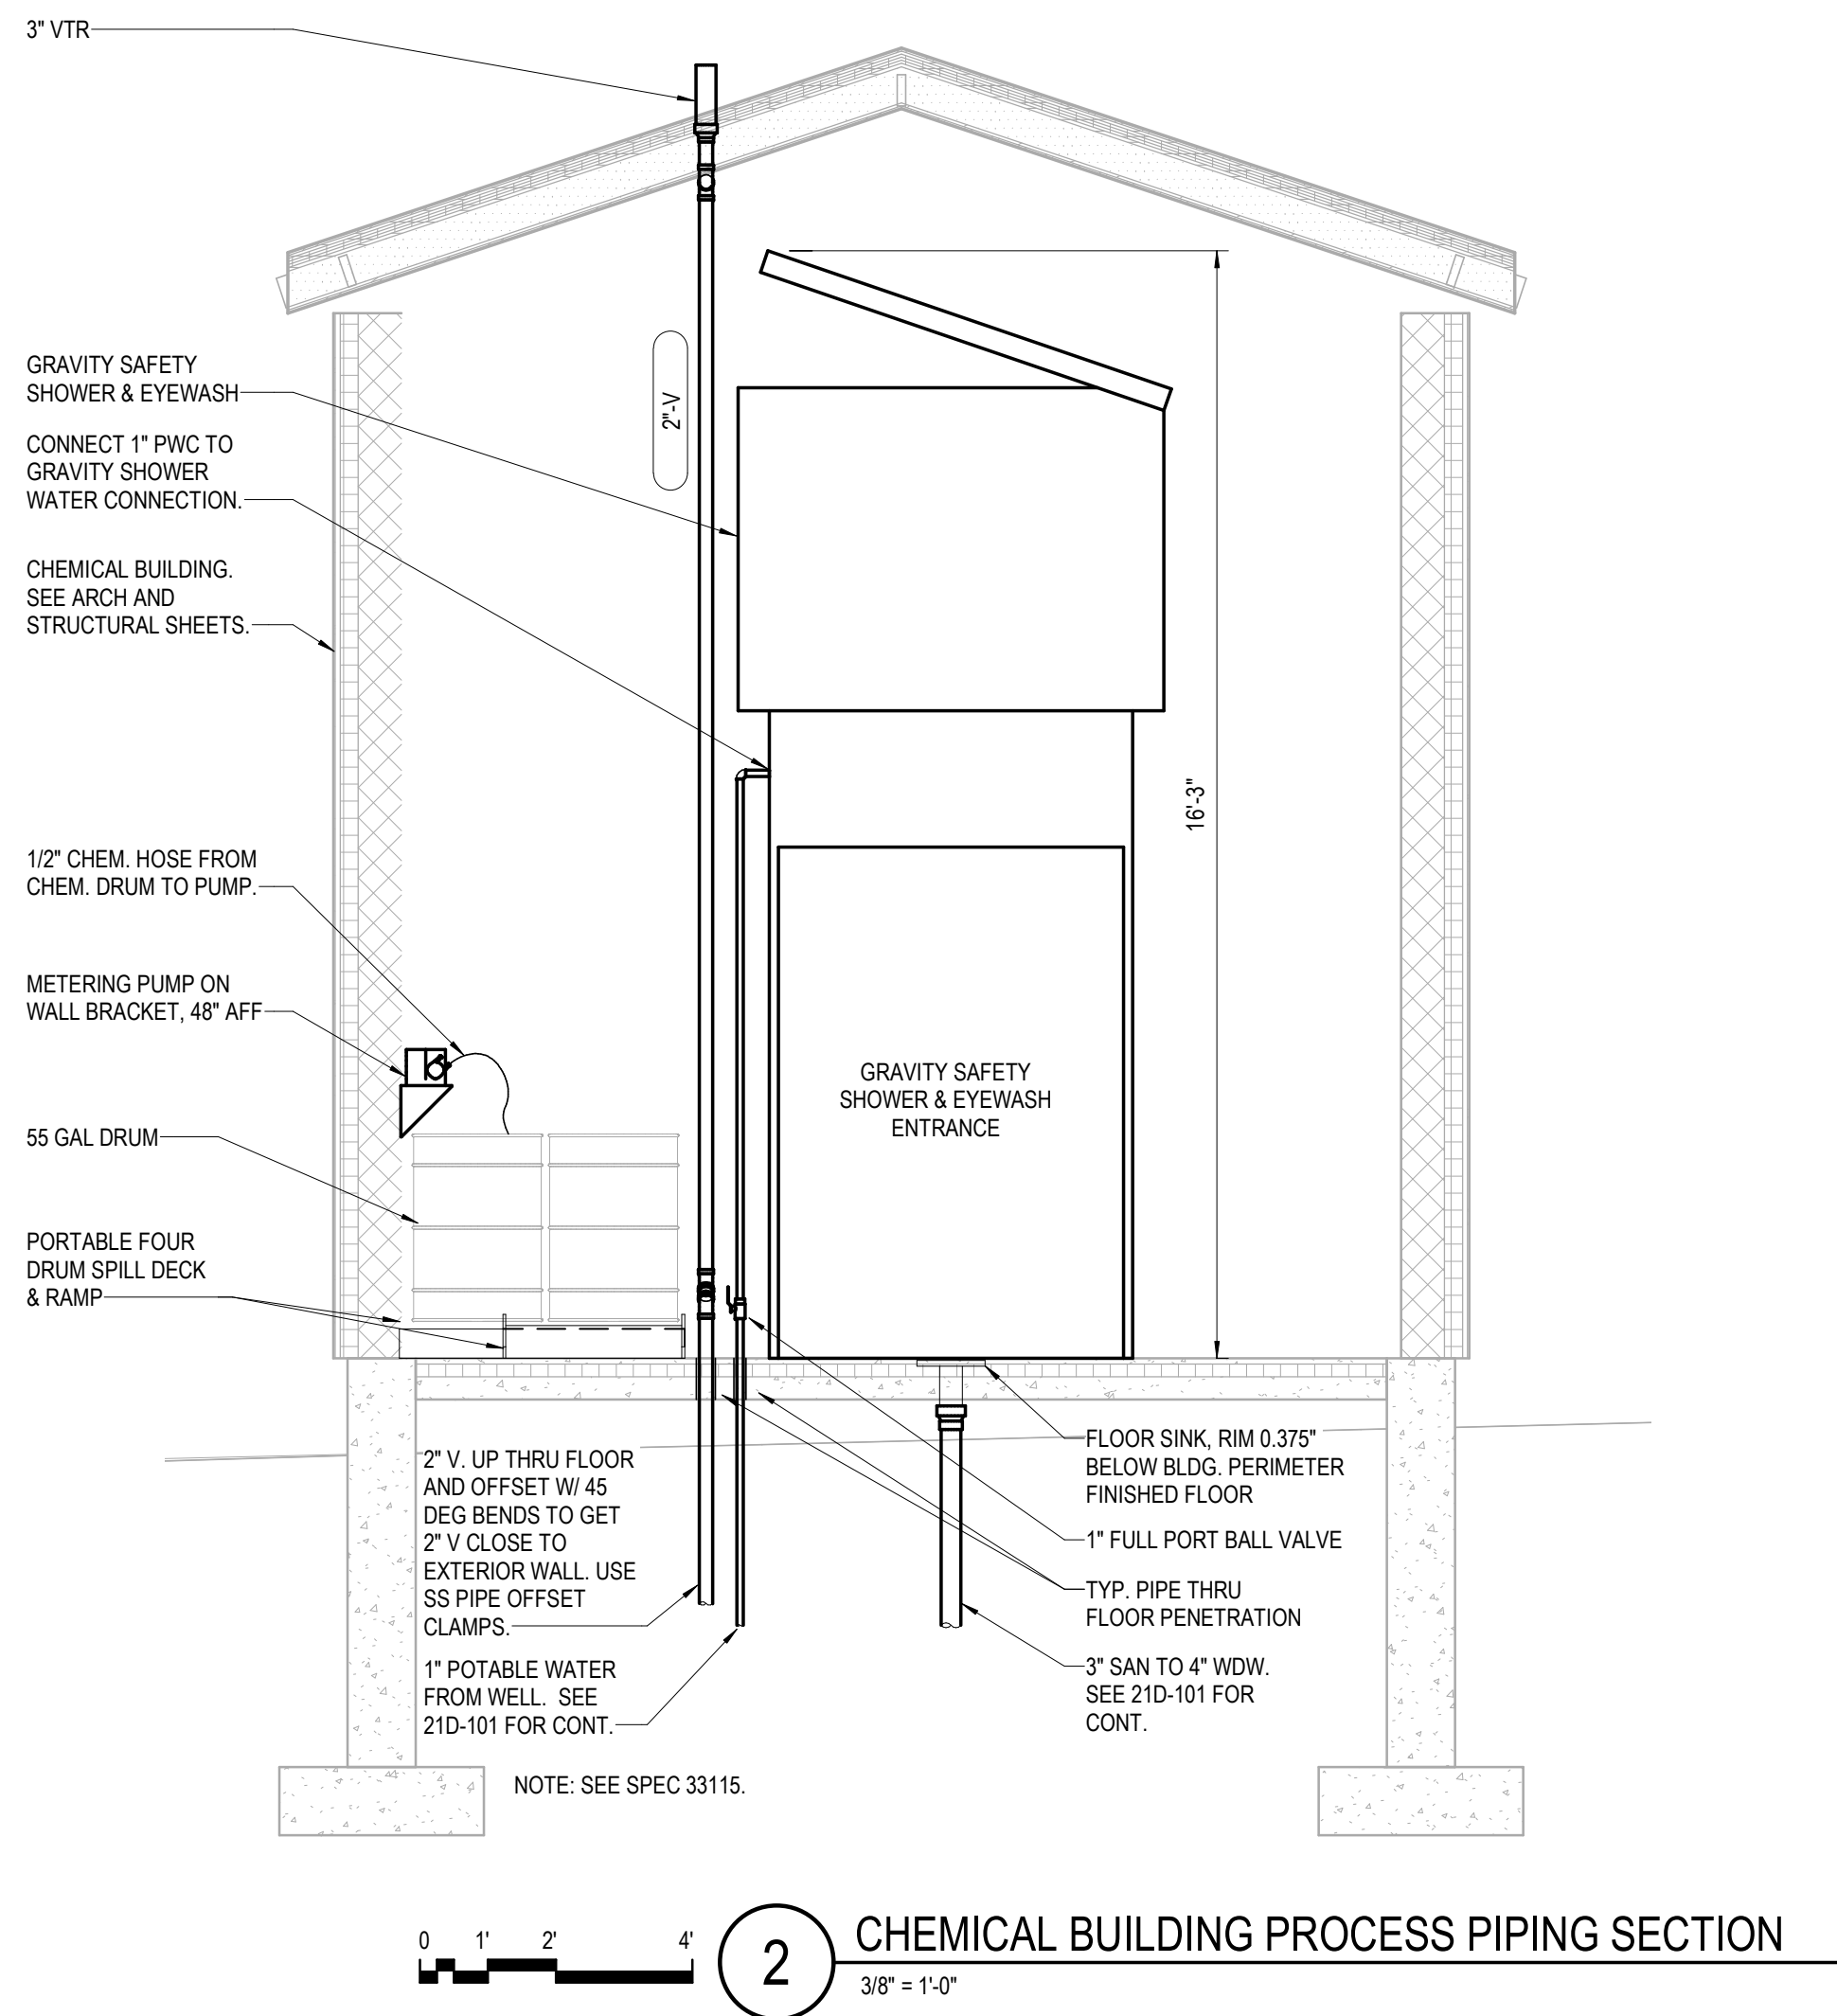 3" VTR
GRAVITY SAFETY
SHOWER & EYEWASH
CONNECT 1" PWC TO
GRAVITY SHOWER
WATER CONNECTION.
CHEMICAL BUILDING.
SEE ARCH AND
STRUCTURAL SHEETS.
1/2" CHEM. HOSE FROM
CHEM. DRUM TO PUMP.
METERING PUMP ON
WALL BRACKET, 48" AFF
55 GAL DRUM
PORTABLE FOUR
DRUM SPILL DECK
& RAMP
2"-V
16'-3"
GRAVITY SAFETY
SHOWER & EYEWASH
ENTRANCE
2" V. UP THRU FLOOR
AND OFFSET W/ 45
DEG BENDS TO GET
2" V CLOSE TO
EXTERIOR WALL. USE
SS PIPE OFFSET
CLAMPS.
1" POTABLE WATER
FROM WELL. SEE
21D-101 FOR CONT.
FLOOR SINK, RIM 0.375"
BELOW BLDG. PERIMETER
FINISHED FLOOR
1" FULL PORT BALL VALVE
TYP. PIPE THRU
FLOOR PENETRATION
3" SAN TO 4" WDW.
SEE 21D-101 FOR
CONT.
NOTE: SEE SPEC 33115.
0 1' 2' 4'
2
CHEMICAL BUILDING PROCESS PIPING SECTION
3/8" = 1'-0"